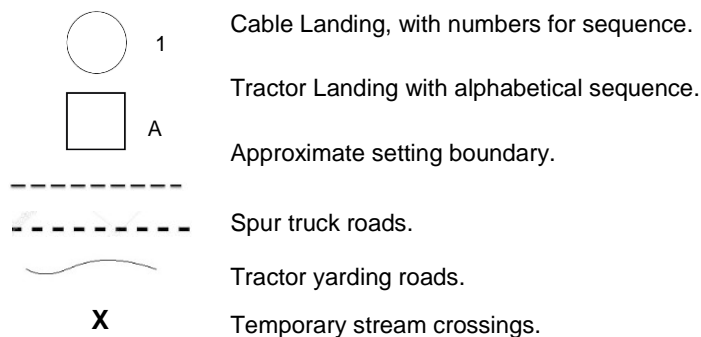 Cable Landing, with numbers for sequence.
1
Tractor Landing with alphabetical sequence.
A
Approximate setting boundary.
Spur truck roads.
Tractor yarding roads.
X
Temporary stream crossings.